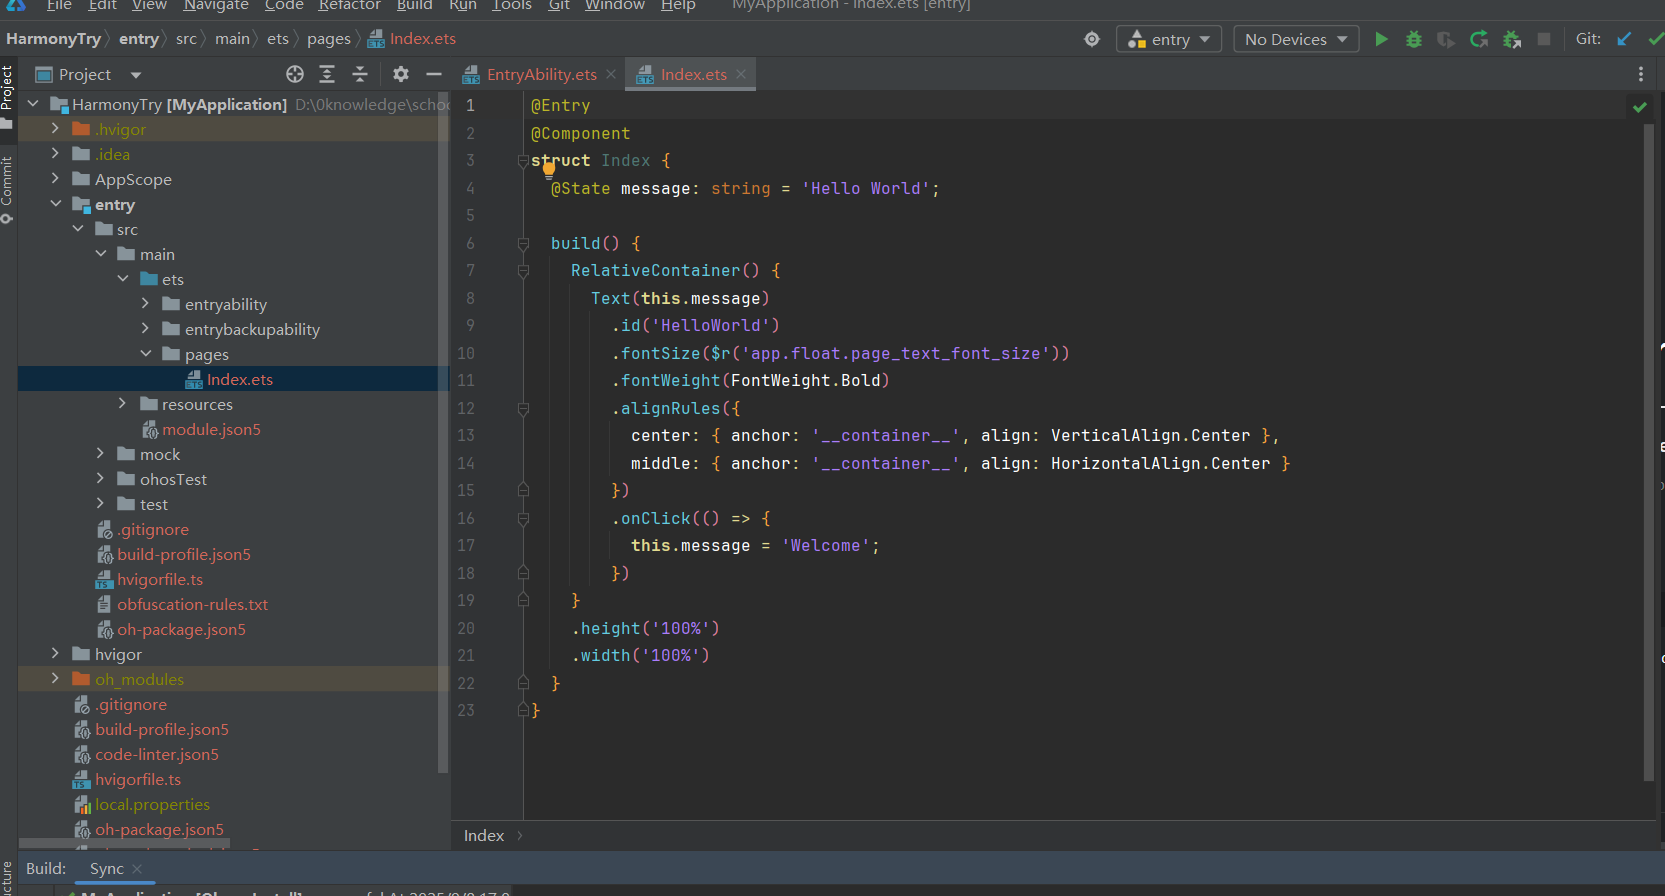 File Edit View Navigate Code Refactor Build Run Tools Git Window Help MyApplication - Index.ets [entry]
HarmonyTry entry src main ets pages Index.ets entry No Devices Git:
Project
EntryAbility.ets Index.ets
Project
Commit
HarmonyTry [MyApplication] D:\0knowledge\schoo
.hvigor
.idea
AppScope
entry
src
main
ets
entryability
entrybackupability
pages
Index.ets
resources
module.json5
mock
ohosTest
test
.gitignore
build-profile.json5
hvigorfile.ts
obfuscation-rules.txt
oh-package.json5
hvigor
oh_modules
.gitignore
build-profile.json5
code-linter.json5
hvigorfile.ts
local.properties
oh-package.json5
1 @Entry
2 @Component
3 struct Index {
4 @State message: string = 'Hello World';
5
6 build() {
7 RelativeContainer() {
8 Text(this.message)
9 .id('HelloWorld')
10 .fontSize($r('app.float.page_text_font_size'))
11 .fontWeight(FontWeight.Bold)
12 .alignRules({
13 center: { anchor: '__container__', align: VerticalAlign.Center },
14 middle: { anchor: '__container__', align: HorizontalAlign.Center }
15 })
16 .onClick(() => {
17 this.message = 'Welcome';
18 })
19 }
20 .height('100%')
21 .width('100%')
22 }
23 }
Index
Build: Sync